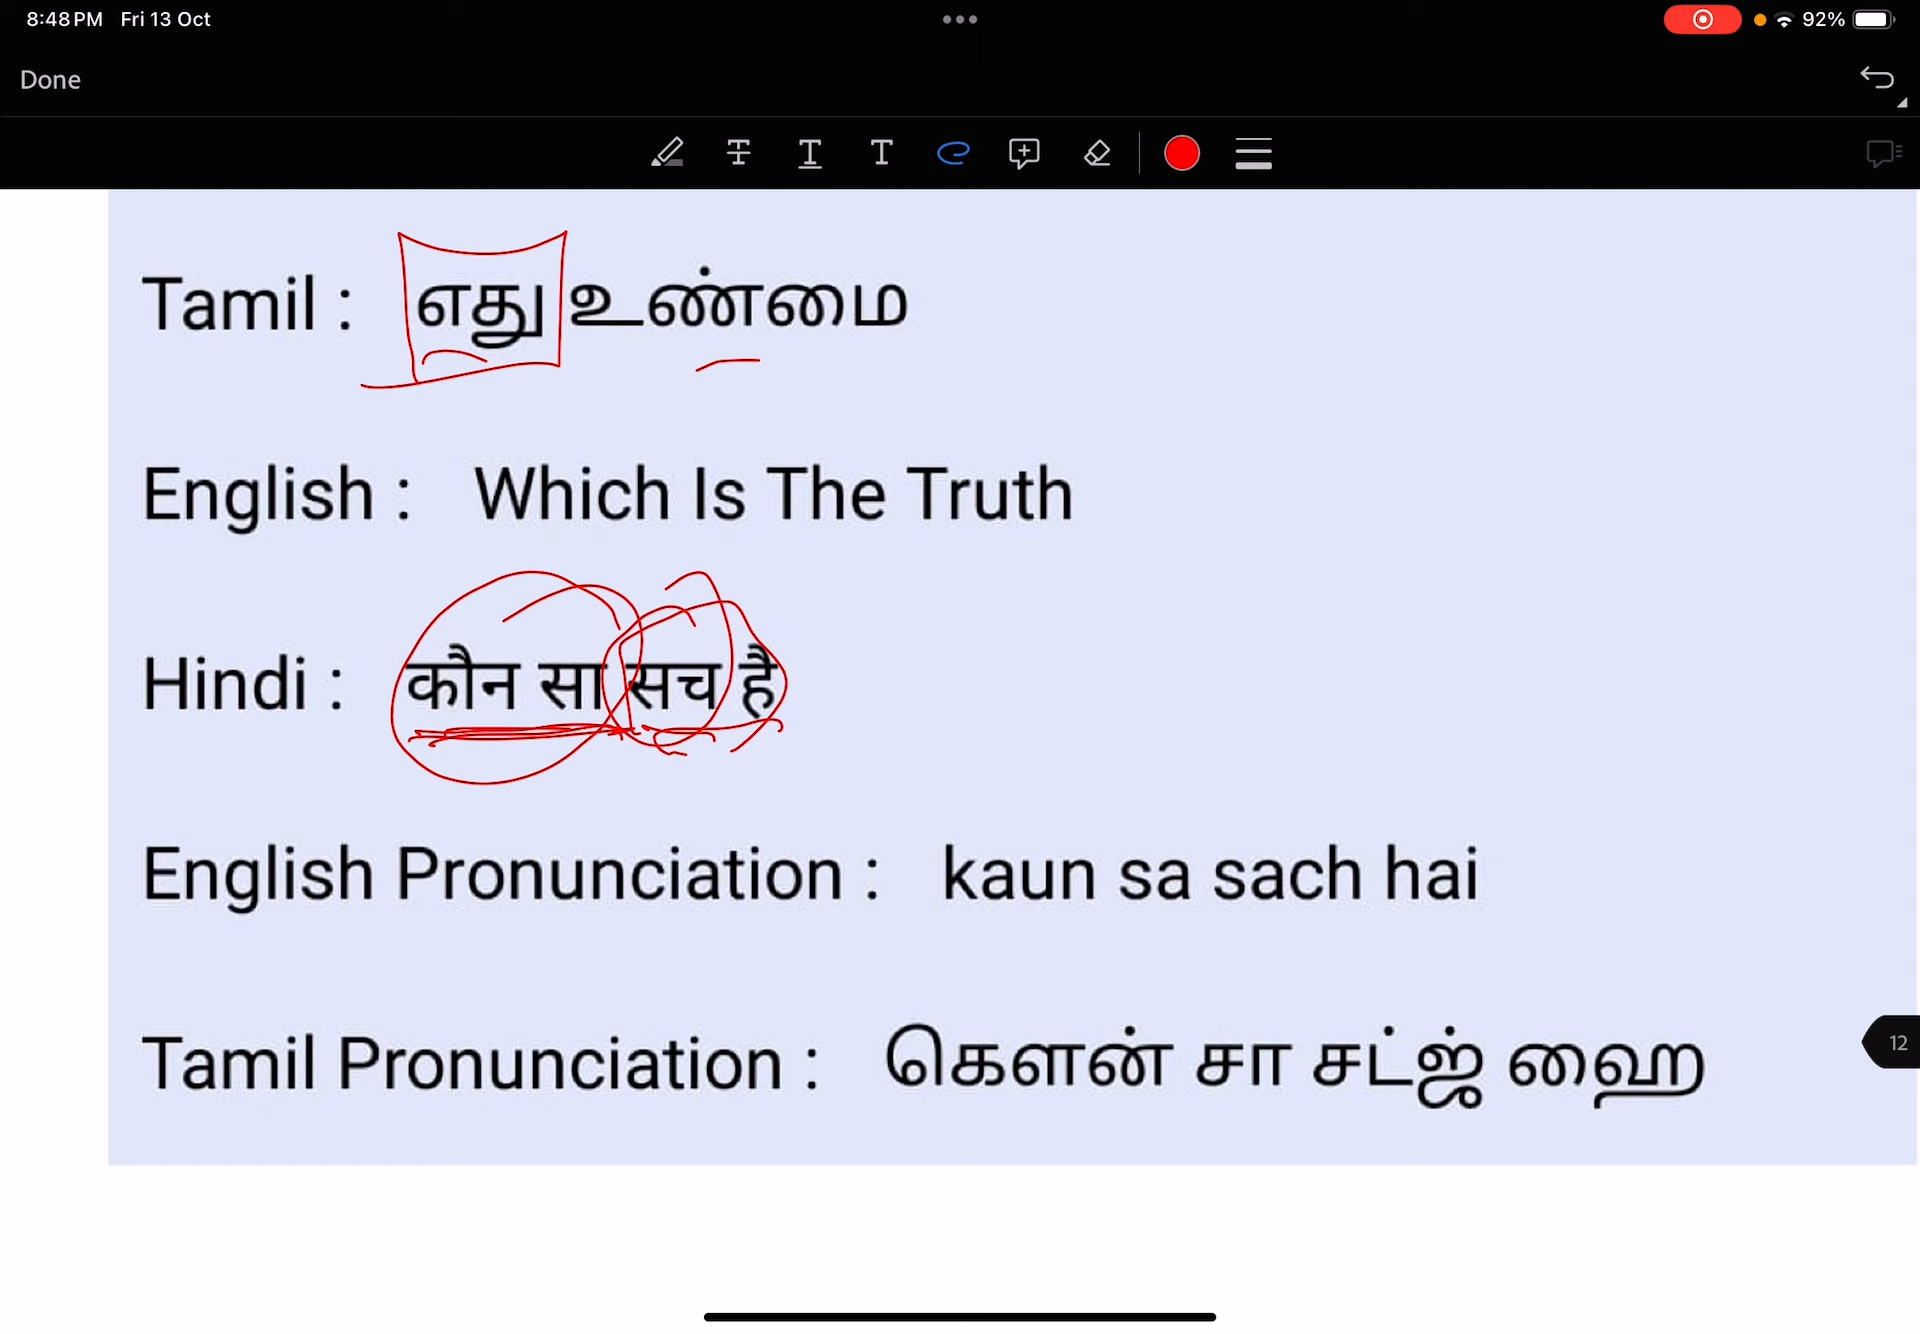 8:48 PM Fri 13 Oct 92%
Done
Tamil : எது உண்மை
English : Which Is The Truth
Hindi : कौन सा सच है
English Pronunciation : kaun sa sach hai
Tamil Pronunciation : கௌன் சா சட்ஜ் ஹை
12